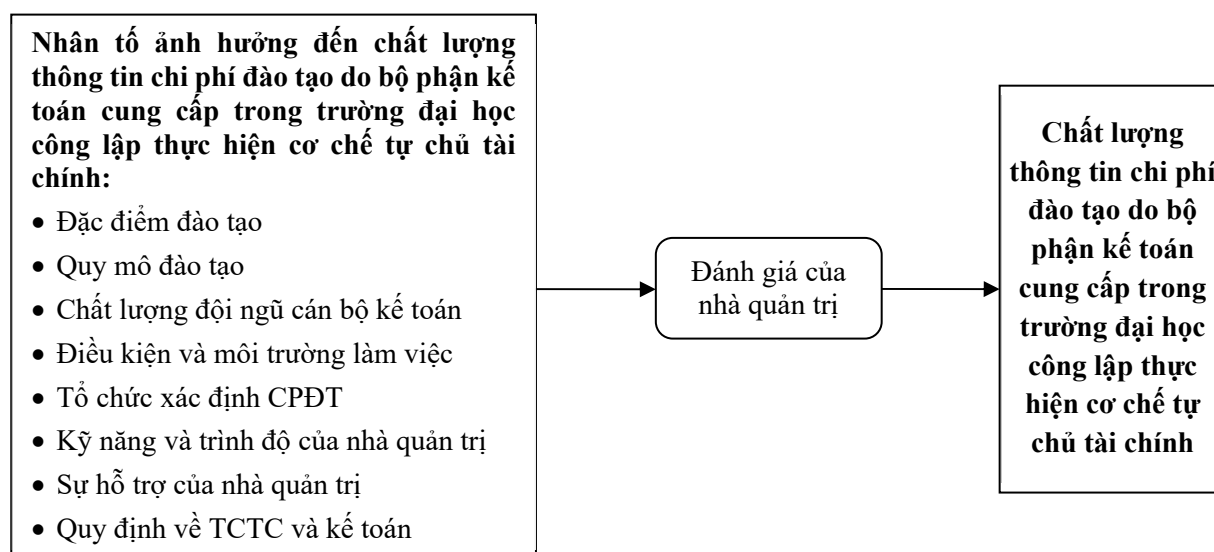 Nhân tố ảnh hưởng đến chất lượng
thông tin chi phí đào tạo do bộ phận kế
toán cung cấp trong trường đại học
công lập thực hiện cơ chế tự chủ tài
chính:
• Đặc điểm đào tạo
• Quy mô đào tạo
• Chất lượng đội ngũ cán bộ kế toán
• Điều kiện và môi trường làm việc
• Tổ chức xác định CPĐT
• Kỹ năng và trình độ của nhà quản trị
• Sự hỗ trợ của nhà quản trị
• Quy định về TCTC và kế toán
Đánh giá của
nhà quản trị
Chất lượng
thông tin chi phí
đào tạo do bộ
phận kế toán
cung cấp trong
trường đại học
công lập thực
hiện cơ chế tự
chủ tài chính